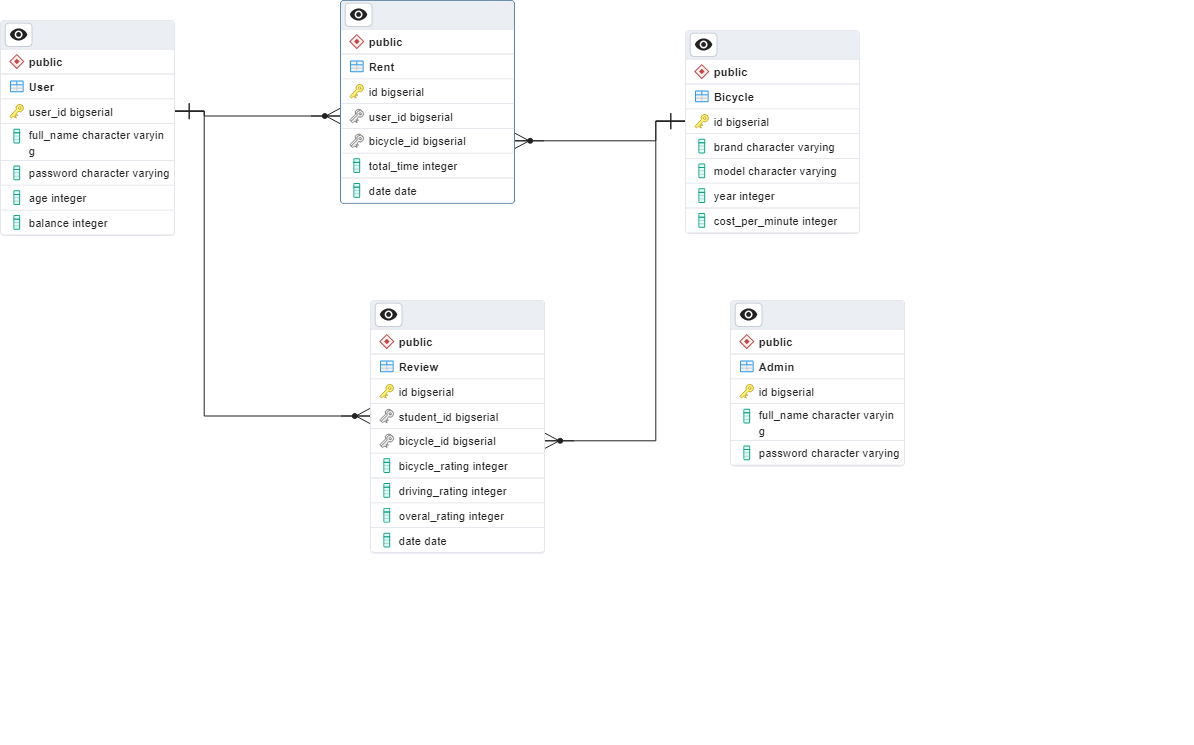 public
User
user_id bigserial
full_name character varyin
g
password character varying
age integer
balance integer
public
Rent
id bigserial
user_id bigserial
bicycle_id bigserial
total_time integer
date date
public
Bicycle
id bigserial
brand character varying
model character varying
year integer
cost_per_minute integer
public
Review
id bigserial
student_id bigserial
bicycle_id bigserial
bicycle_rating integer
driving_rating integer
overal_rating integer
date date
public
Admin
id bigserial
full_name character varyin
g
password character varying